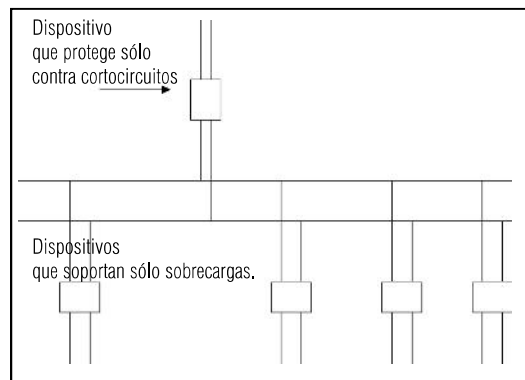 Dispositivo
que protege sólo
contra cortocircuitos
Dispositivos
que soportan sólo sobrecargas.